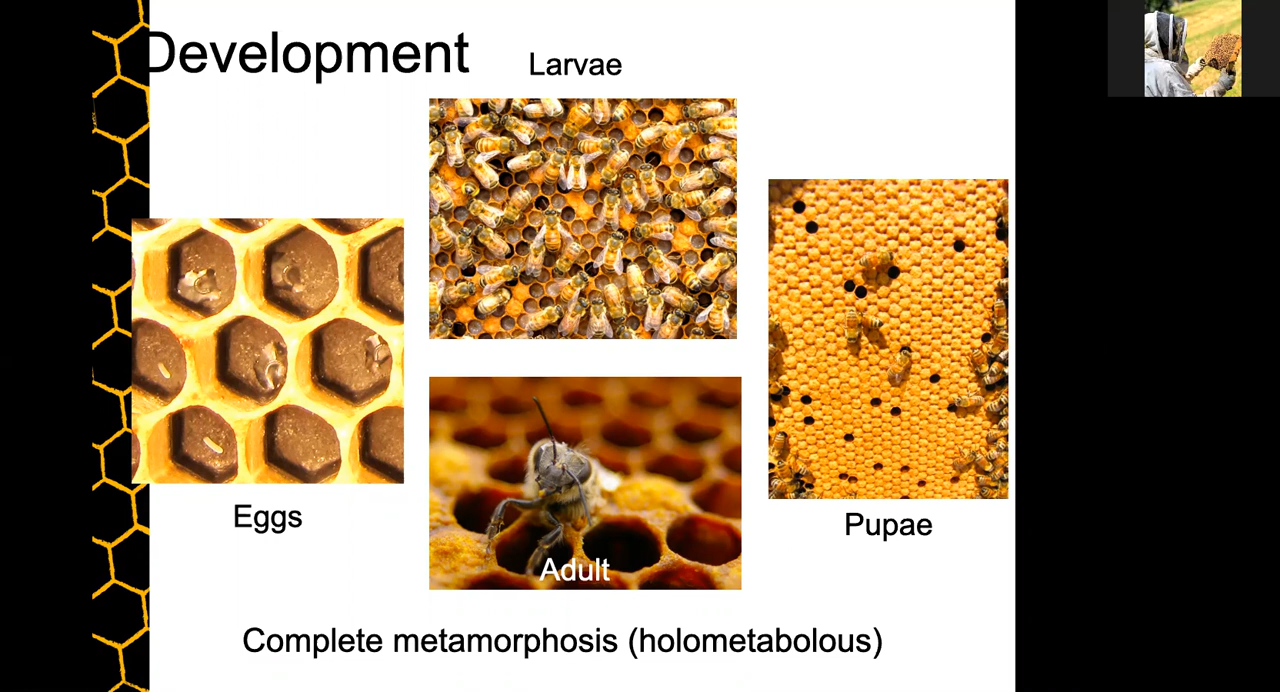 Development
Larvae
Eggs
Adult
Pupae
Complete metamorphosis (holometabolous)